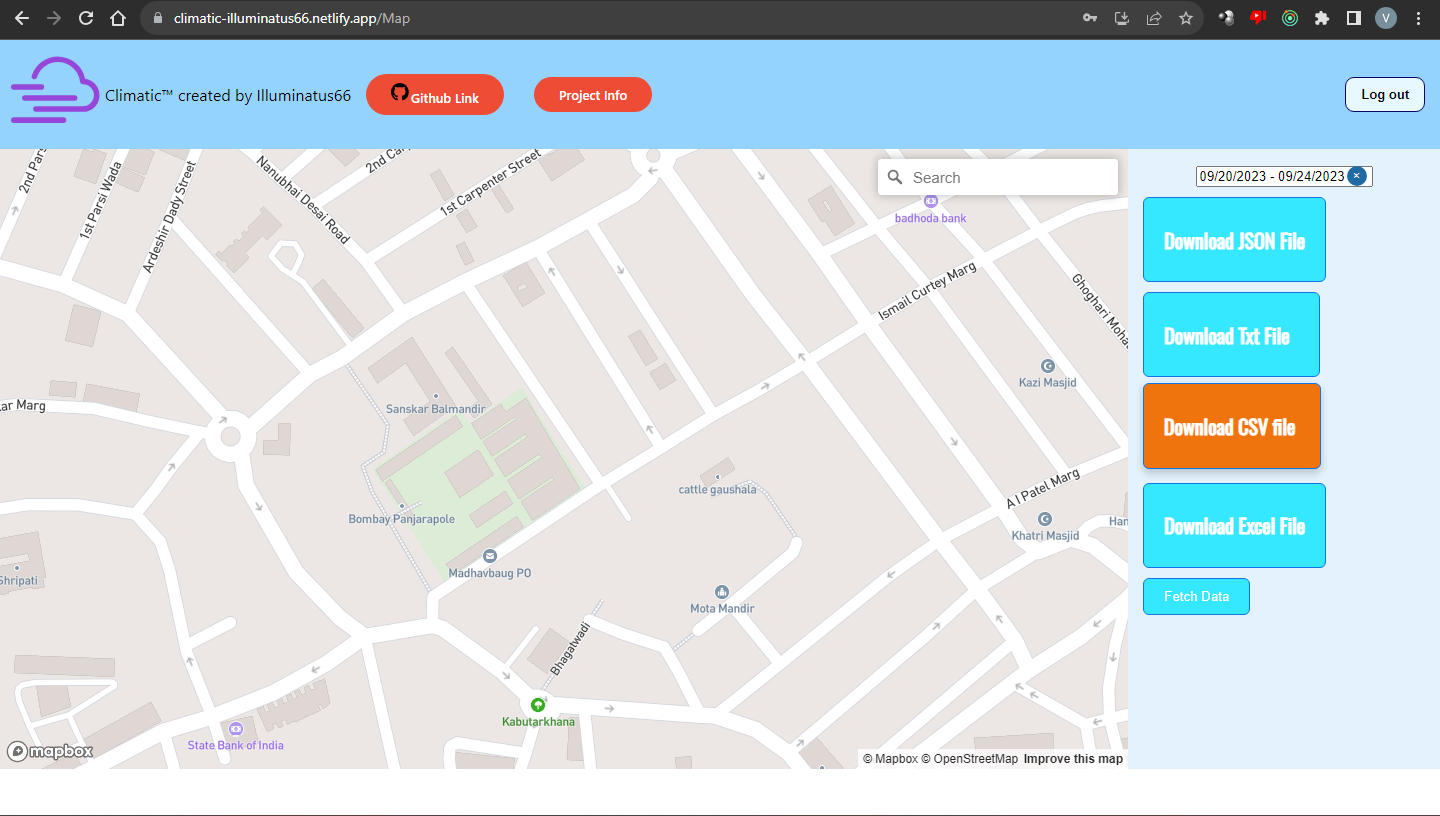 climatic-illuminatus66.netlify.app/Map
V
Climatic™ created by Illuminatus66
Github Link
Project Info
Log out
Search
09/20/2023 - 09/24/2023 ×
Download JSON File
Download Txt File
Download CSV file
Download Excel File
Fetch Data
2nd Pars
1st Parsi Wada
Ardeshir Dady Street
Nanubhai Desai Road
2nd Car
1st Carpenter Street
badhoda bank
Ismail Curtey Marg
Ghoghari Moha
Kazi Masjid
kar Marg
Sanskar Balmandir
cattle gaushala
A I Patel Marg
Bombay Panjarapole
Khatri Masjid
Han
Madhavbaug PO
Shripati
Mota Mandir
Bhagatwadi
Kabutarkhana
State Bank of India
mapbox
© Mapbox © OpenStreetMap Improve this map